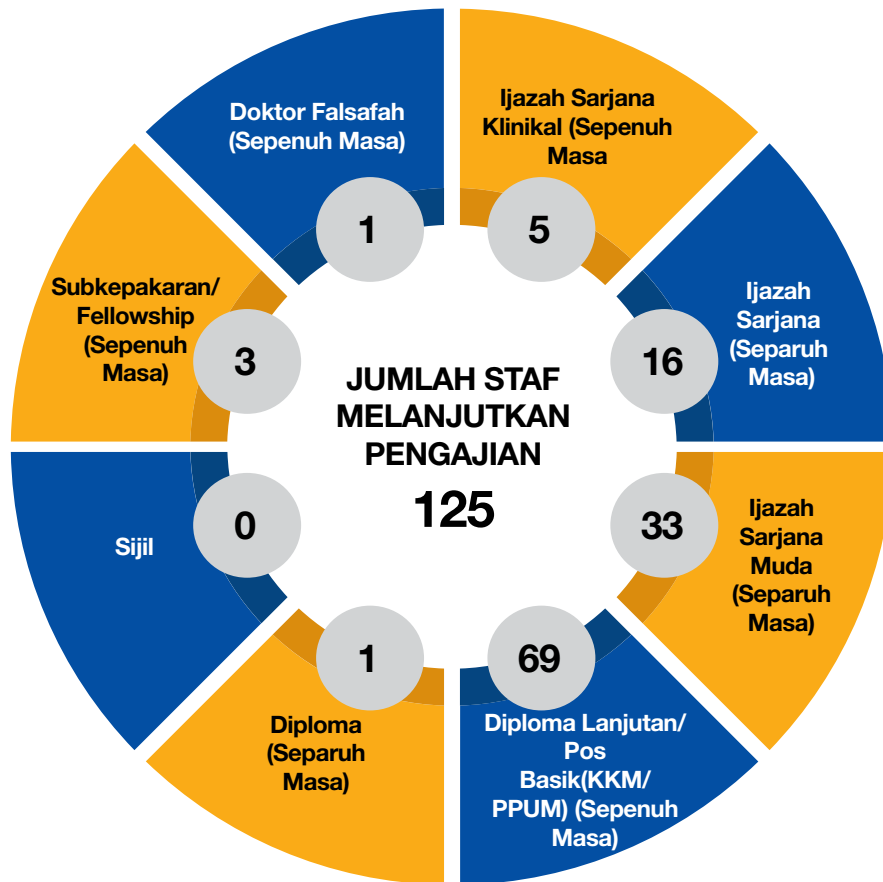 Doktor Falsafah
(Sepenuh Masa)
1
Ijazah Sarjana
Klinikal (Sepenuh
Masa
5
Ijazah
Sarjana
(Separuh
Masa)
16
Ijazah
Sarjana
Muda
(Separuh
Masa)
33
Diploma Lanjutan/
Pos
Basik(KKM/
PPUM) (Sepenuh
Masa)
69
Diploma
(Separuh
Masa)
1
Sijil
0
Subkepakaran/
Fellowship
(Sepenuh
Masa)
3
JUMLAH STAF
MELANJUTKAN
PENGAJIAN
125